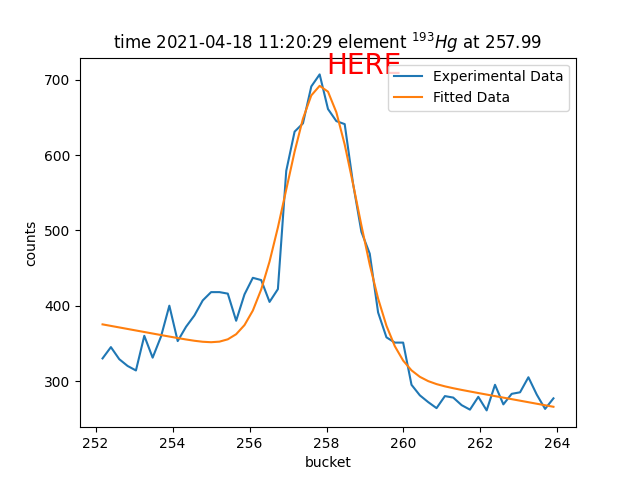 time 2021-04-18 11:20:29 element ¹⁹³Hg at 257.99
HERE
Experimental Data
Fitted Data
700
600
500
400
300
counts
252 254 256 258 260 262 264
bucket